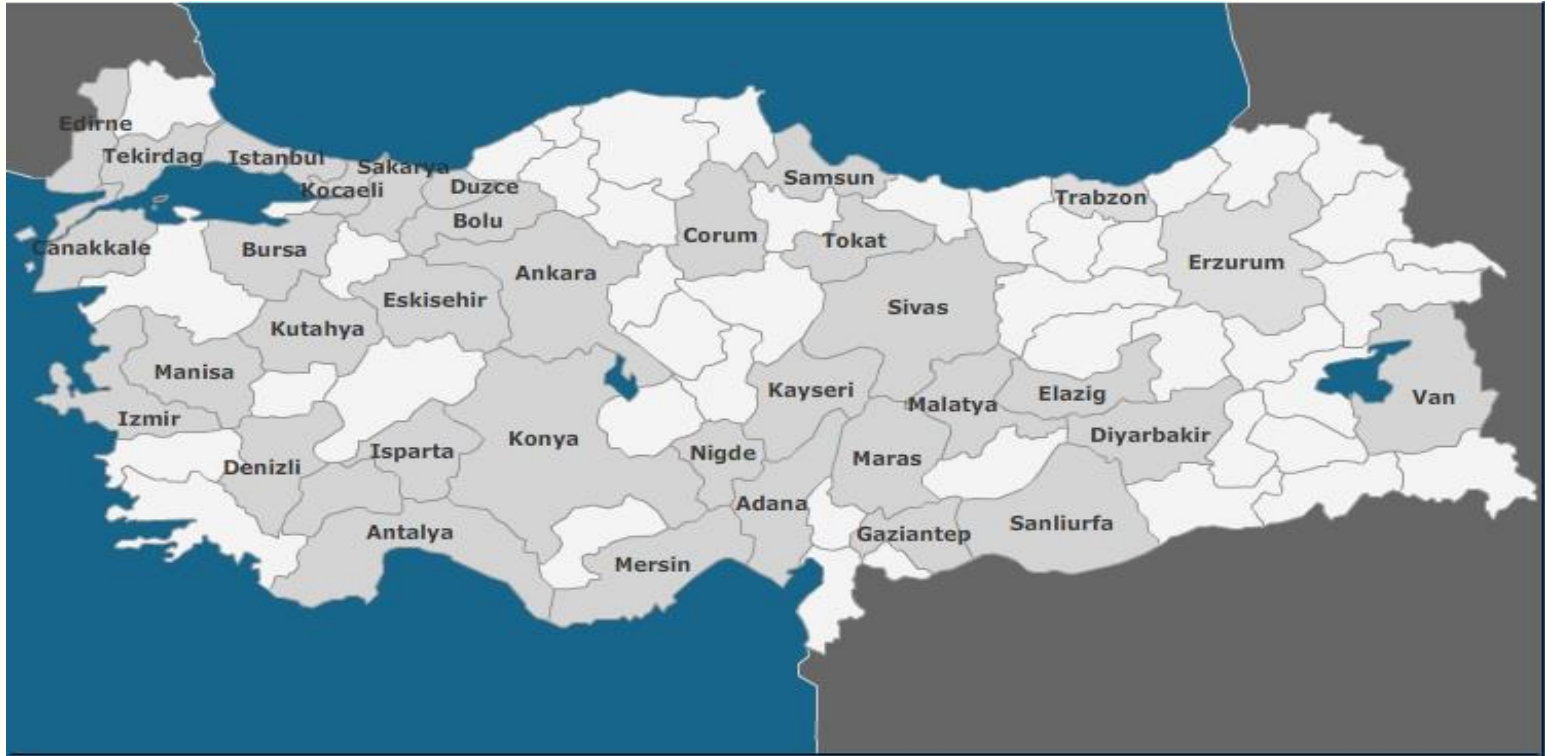 Edirne
Tekirdag
Istanbul
Sakarya
Kocaeli
Duzce
Samsun
Trabzon
Bolu
Corum
Tokat
Canakkale
Bursa
Ankara
Erzurum
Eskisehir
Sivas
Kutahya
Manisa
Kayseri
Elazig
Van
Malatya
Izmir
Konya
Diyarbakir
Isparta
Nigde
Maras
Denizli
Adana
Sanliurfa
Antalya
Gaziantep
Mersin